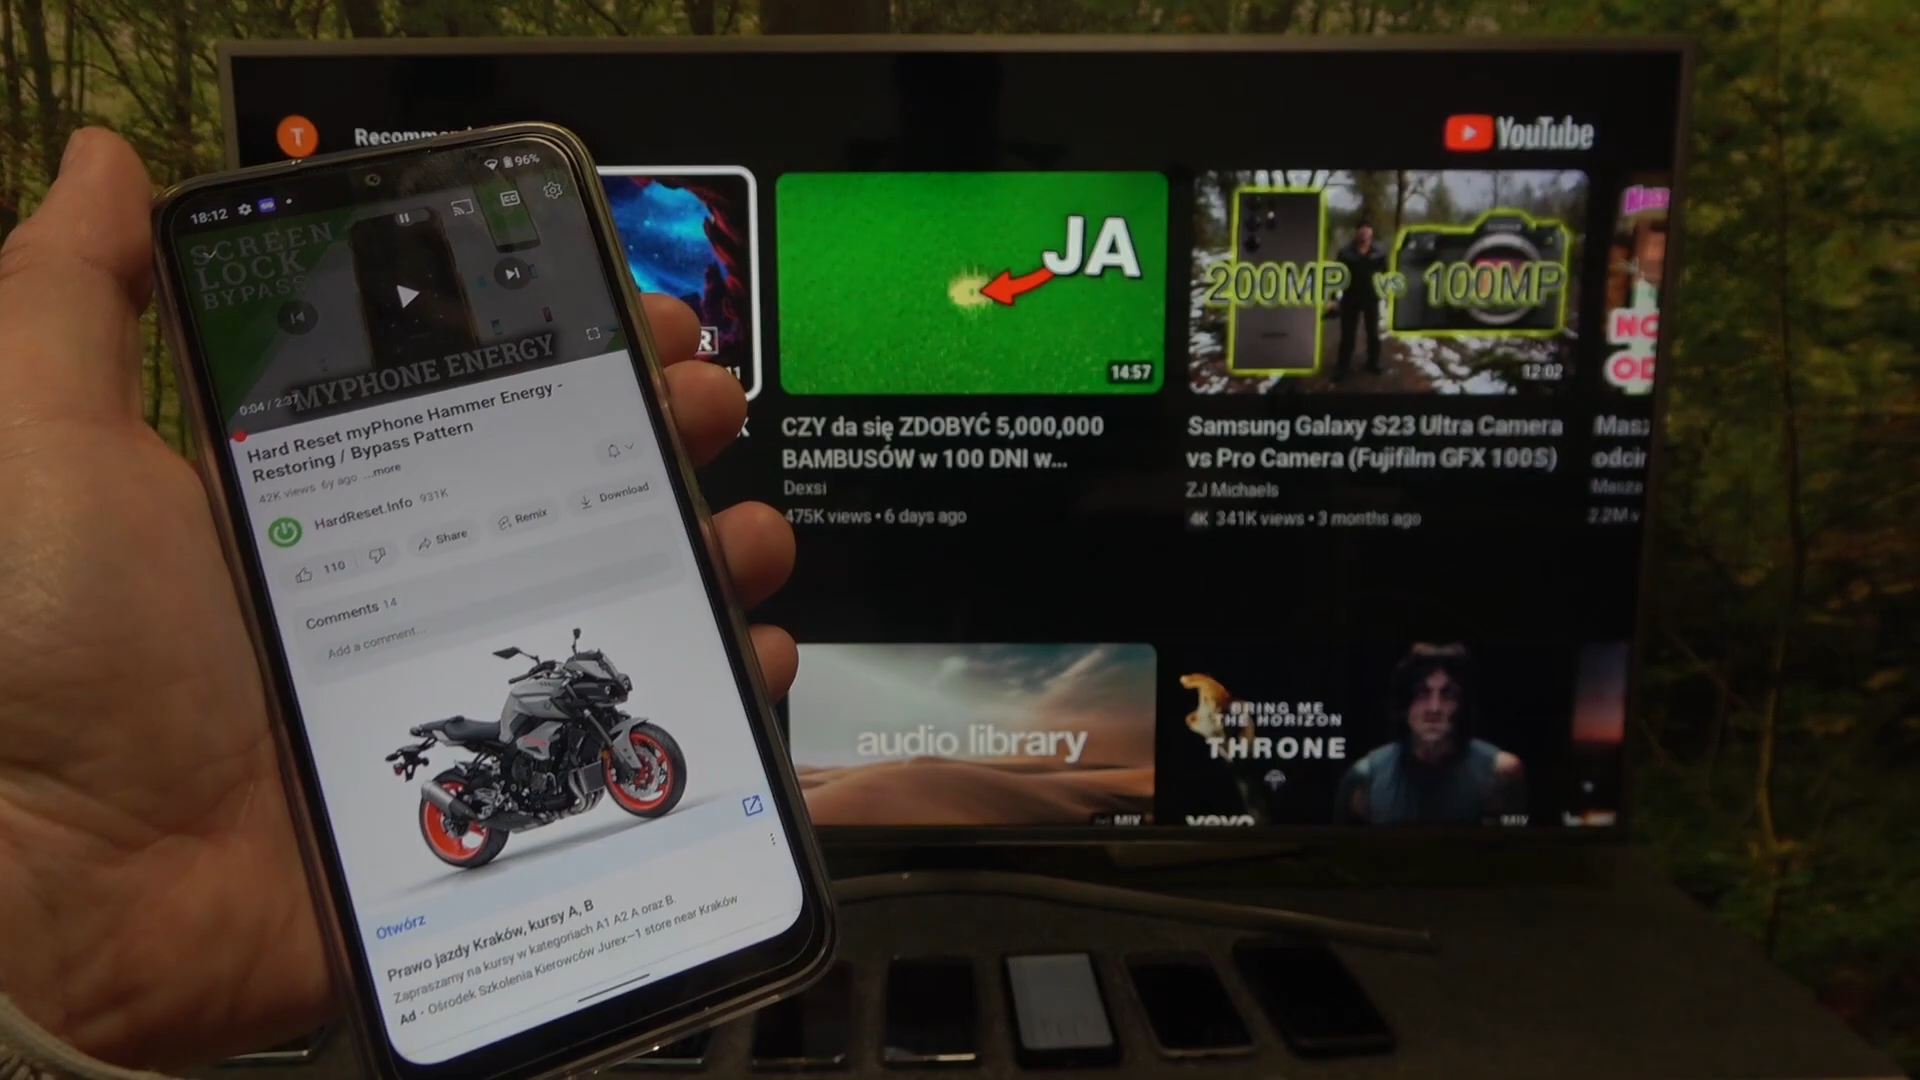 18:12
96%
SCREEN
LOCK
BYPASS
MYPHONE ENERGY
0:04 / 2:37
Hard Reset myPhone Hammer Energy -
Restoring / Bypass Pattern
42K views 6y ago ...more
HardReset.Info 931K
110
Share
Remix
Download
Comments 14
Add a comment...
Otwórz
Prawo jazdy Kraków, kursy A, B
Zapraszamy na kursy w kategoriach A1 A2 A oraz B.
Ad · Ośrodek Szkolenia Kierowców Jurex—1 store near Kraków
T
YouTube
JA
14:57
CZY da się ZDOBYĆ 5,000,000
BAMBUSÓW w 100 DNI w...
Dexsi
475K views • 6 days ago
200MP vs 100MP
12:02
Samsung Galaxy S23 Ultra Camera
vs Pro Camera (Fujifilm GFX 100S)
ZJ Michaels
4K 341K views • 3 months ago
audio library
MIX
BRING ME
THE HORIZON
THRONE
vevo
MIX